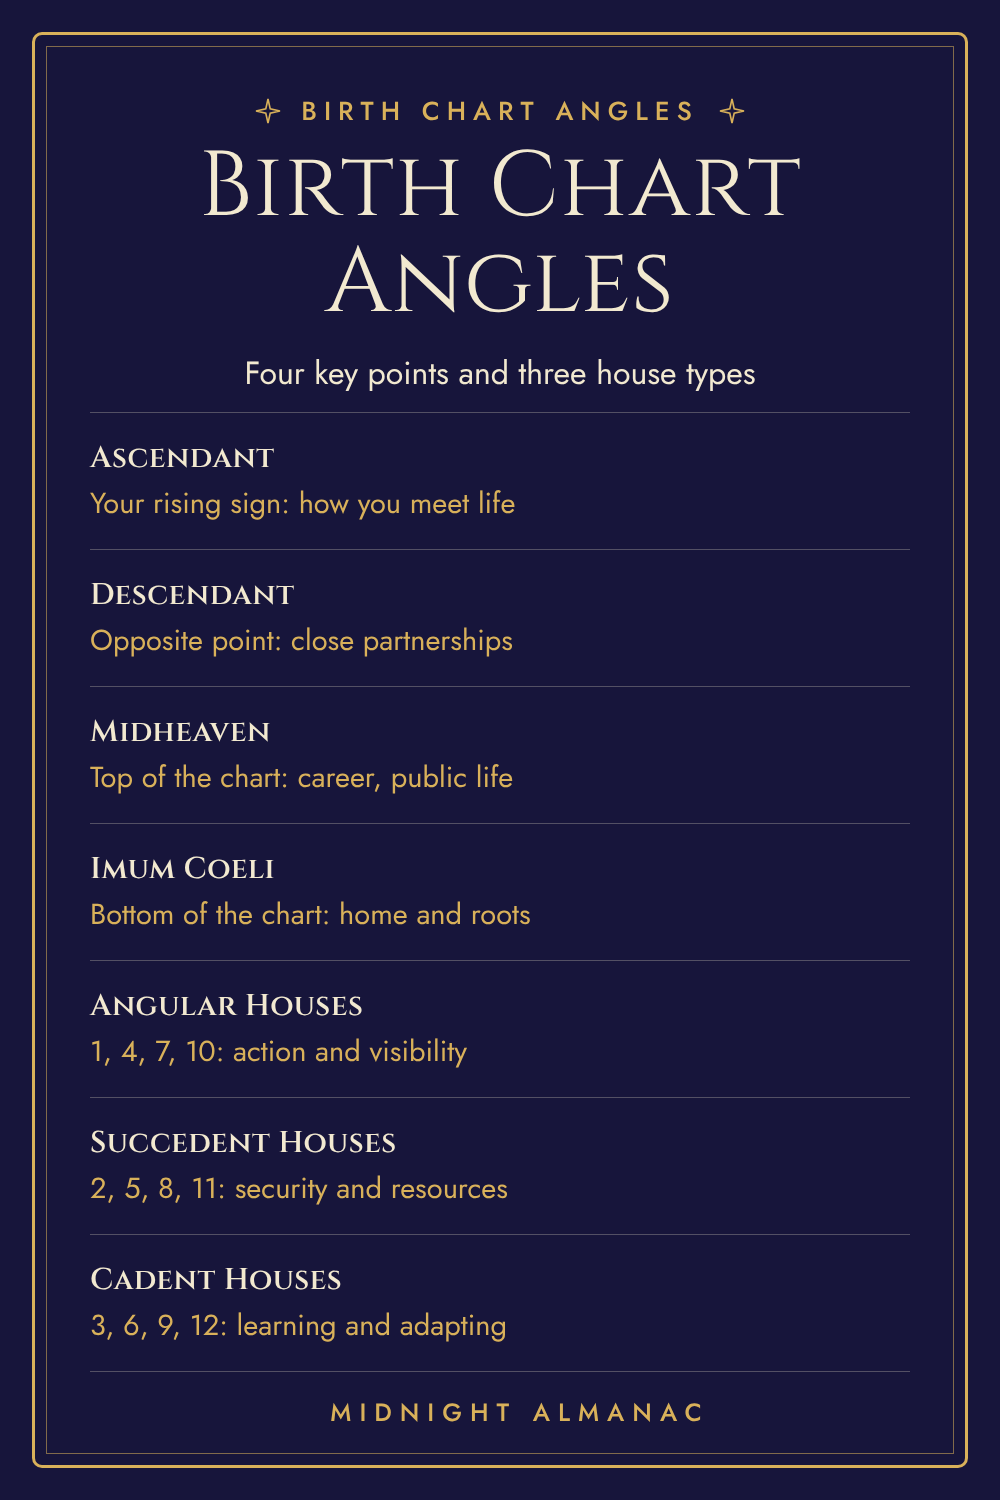 BIRTH CHART ANGLES
Birth Chart
Angles
Four key points and three house types
Ascendant
Your rising sign: how you meet life
Descendant
Opposite point: close partnerships
Midheaven
Top of the chart: career, public life
Imum Coeli
Bottom of the chart: home and roots
Angular Houses
1, 4, 7, 10: action and visibility
Succedent Houses
2, 5, 8, 11: security and resources
Cadent Houses
3, 6, 9, 12: learning and adapting
MIDNIGHT ALMANAC